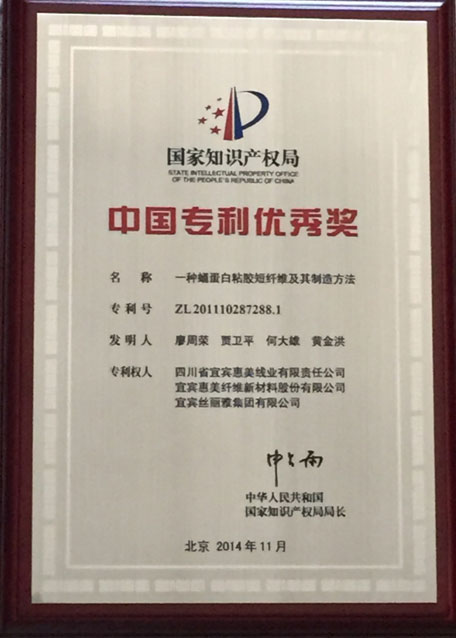 国家知识产权局
STATE INTELLECTUAL PROPERTY OFFICE
OF THE PEOPLE'S REPUBLIC OF CHINA
中国专利优秀奖
名 称 一种蛹蛋白粘胶短纤维及其制造方法
专 利 号 ZL 201110287288.1
发 明 人 廖周荣 贾卫平 何大雄 黄金洪
专利权人 四川省宜宾惠美线业有限责任公司
宜宾惠美纤维新材料股份有限公司
宜宾丝丽雅集团有限公司
申长雨
中华人民共和国
国家知识产权局局长
北京 2014年11月